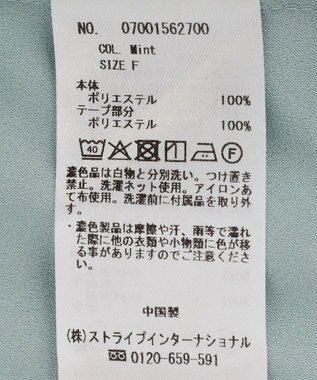 NO. 07001562700
COL. Mint
SIZE F
本体
ポリエステル 100%
テープ部分
ポリエステル 100%
40 F
濃色品は白物と分別洗い。つけ置き
禁止。洗濯ネット使用。アイロンあ
て布使用。洗濯前に付属品を取り外
す。
・濃色製品は摩擦や汗、雨等で濡れ
た際に他の衣類や小物類に色が移
る事がありますのでご注意くださ
い。
中国製
(株)ストライプインターナショナル
0120-659-591